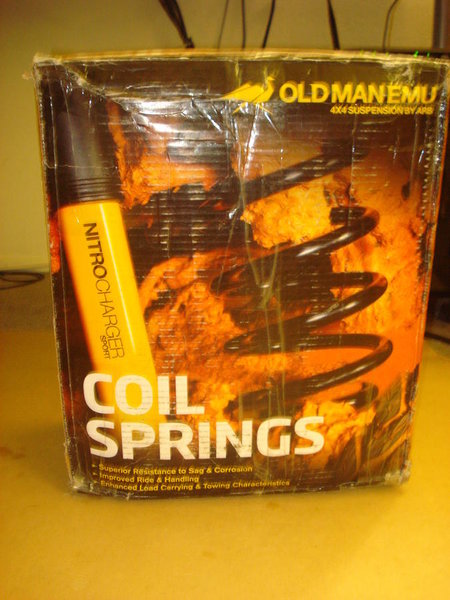 OLD MAN EMU
4X4 SUSPENSION BY ARB
NITROCHARGER
SPORT
COIL
SPRINGS
Superior Resistance to Sag & Corrosion
Improved Ride & Handling
Enhanced Load Carrying & Towing Characteristics